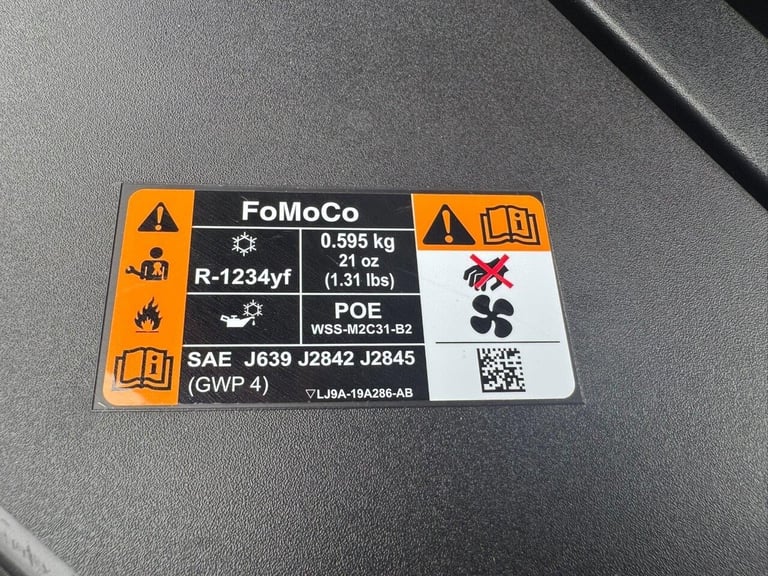 FoMoCo
R-1234yf
0.595 kg
21 oz
(1.31 lbs)
POE
WSS-M2C31-B2
SAE J639 J2842 J2845
(GWP 4)
▽LJ9A-19A286-AB